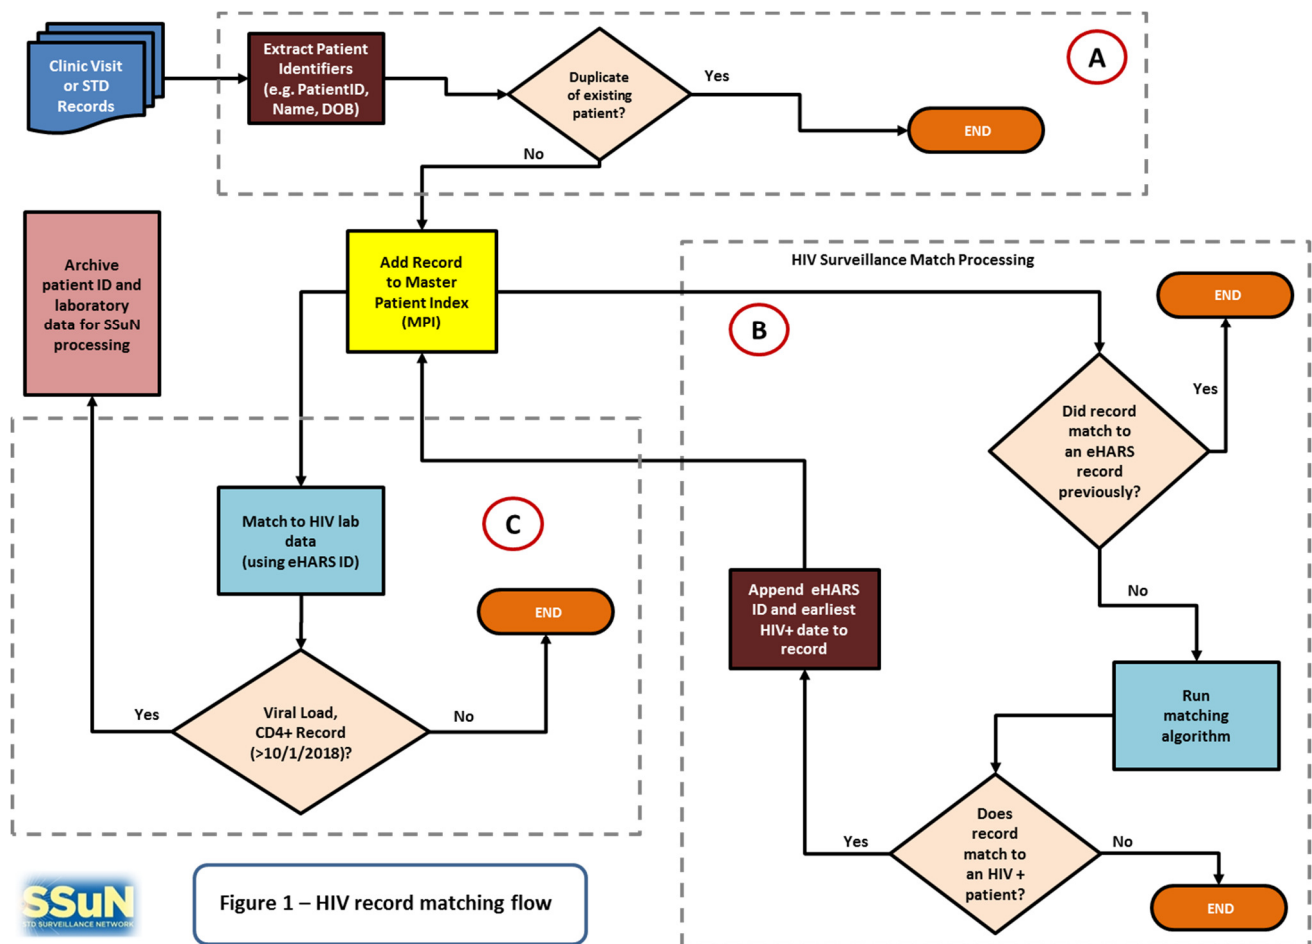 Clinic Visit
or STD
Records
Extract Patient
Identifiers
(e.g. PatientID,
Name, DOB)
Duplicate
of existing
patient?
Yes
A
END
No
Archive
patient ID and
laboratory
data for SSuN
processing
Add Record
to Master
Patient Index
(MPI)
HIV Surveillance Match Processing
B
END
Yes
Did record
match to
an eHARS
record
previously?
No
Match to HIV lab
data
(using eHARS ID)
C
END
Append eHARS
ID and earliest
HIV+ date to
record
Run
matching
algorithm
Yes
Viral Load,
CD4+ Record
(>10/1/2018)?
No
Yes
Does
record
match to
an HIV +
patient?
No
END
SSuN
STD SURVEILLANCE NETWORK
Figure 1 – HIV record matching flow